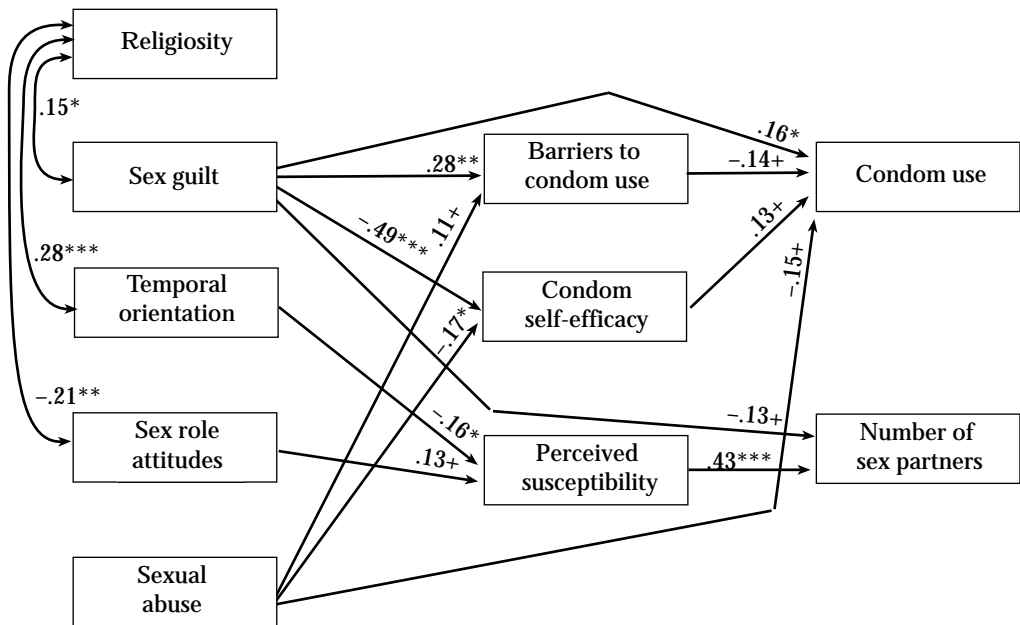 Religiosity
.15*
Sex guilt
.28***
Temporal
orientation
–.21**
Sex role
attitudes
Sexual
abuse
.28**
–.49***
.11+
–.17*
–.16*
.13+
Barriers to
condom use
Condom
self-efficacy
Perceived
susceptibility
.16*
–.14+
.13+
–.15+
–.13+
.43***
Condom use
Number of
sex partners